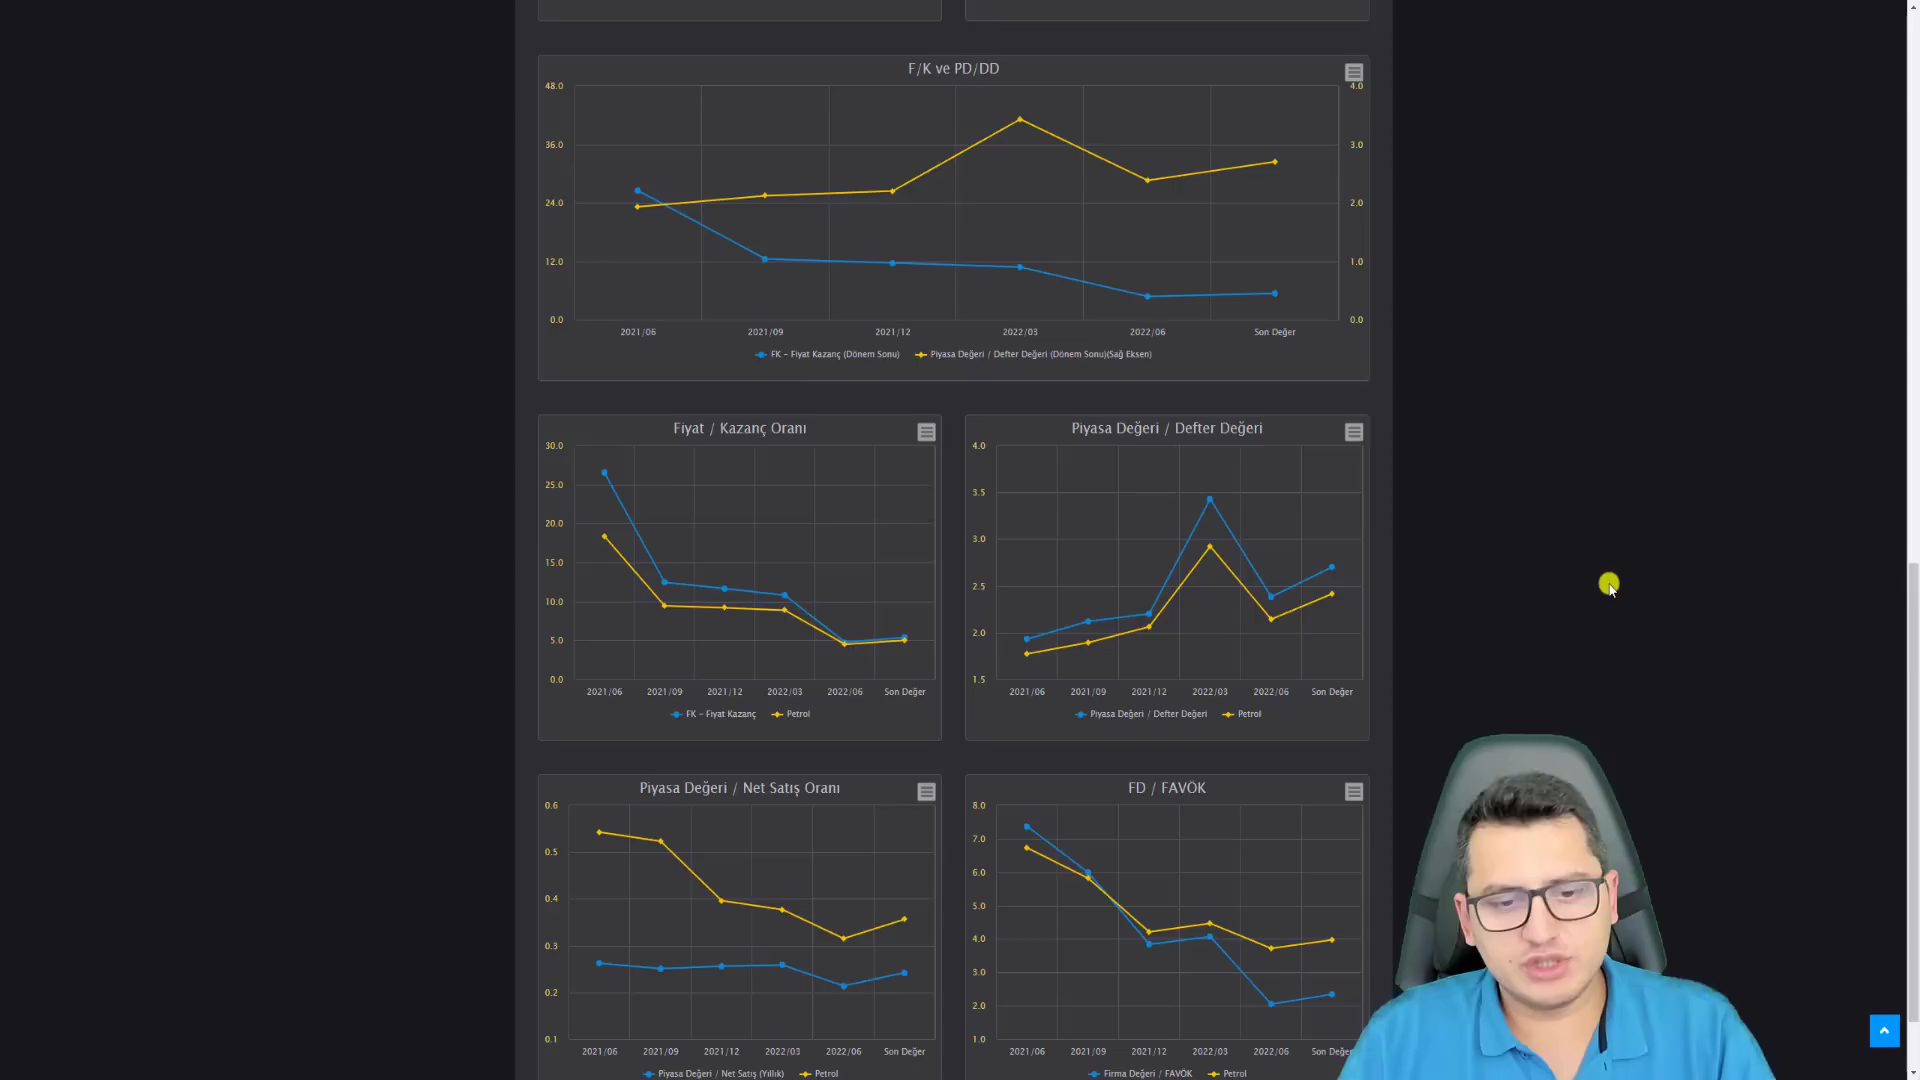 F/K ve PD/DD
48.0 4.0
36.0 3.0
24.0 2.0
12.0 1.0
0.0 0.0
2021/06 2021/09 2021/12 2022/03 2022/06 Son Değer
FK - Fiyat Kazanç (Dönem Sonu) Piyasa Değeri / Defter Değeri (Dönem Sonu)(Sağ Eksen)
Fiyat / Kazanç Oranı
30.0
25.0
20.0
15.0
10.0
5.0
0.0
2021/06 2021/09 2021/12 2022/03 2022/06 Son Değer
FK - Fiyat Kazanç Petrol
Piyasa Değeri / Defter Değeri
4.0
3.5
3.0
2.5
2.0
1.5
2021/06 2021/09 2021/12 2022/03 2022/06 Son Değer
Piyasa Değeri / Defter Değeri Petrol
Piyasa Değeri / Net Satış Oranı
0.6
0.5
0.4
0.3
0.2
0.1
2021/06 2021/09 2021/12 2022/03 2022/06 Son Değer
Piyasa Değeri / Net Satış (Yıllık) Petrol
FD / FAVÖK
8.0
7.0
6.0
5.0
4.0
3.0
2.0
1.0
2021/06 2021/09 2021/12 2022/03 2022/06 Son Değer
Firma Değeri / FAVÖK Petrol